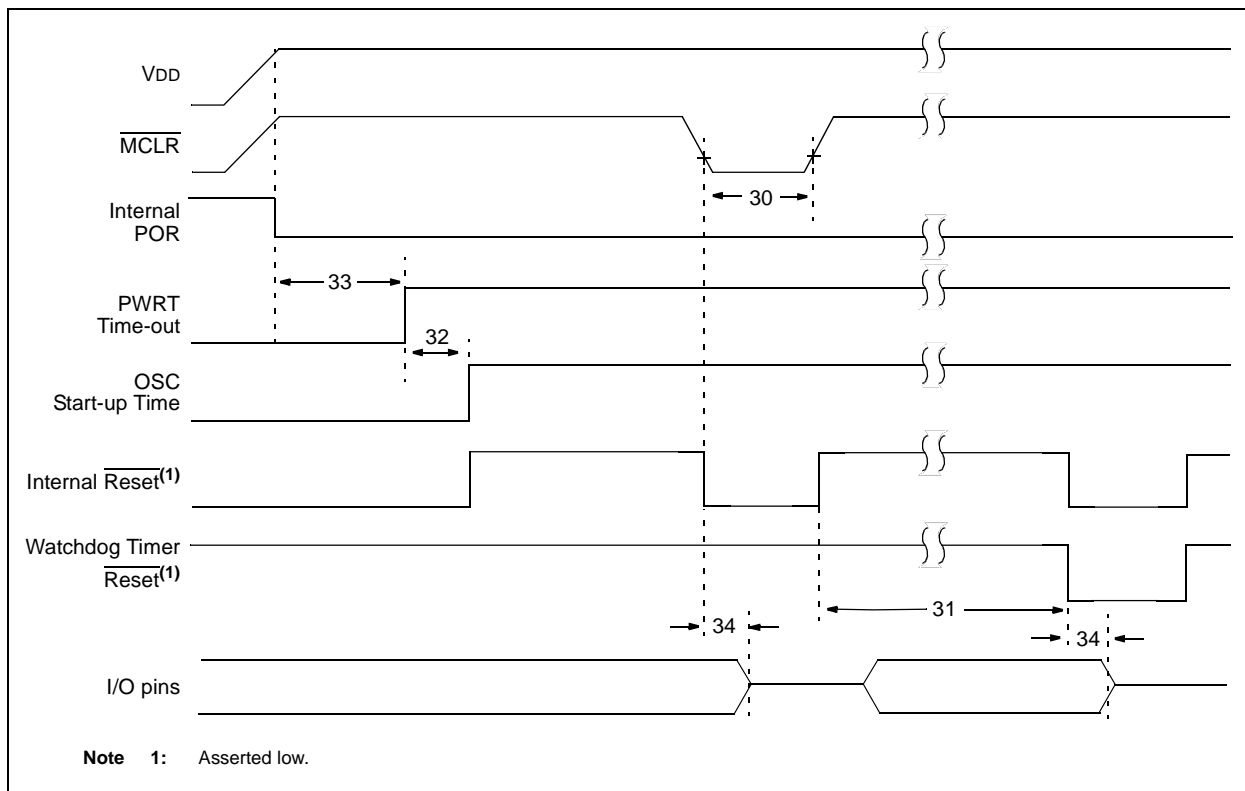 VDD
MCLR
30
Internal
POR
33
PWRT
Time-out
32
OSC
Start-up Time
Internal Reset(1)
Watchdog Timer
Reset(1)
31
34
34
I/O pins
Note 1: Asserted low.